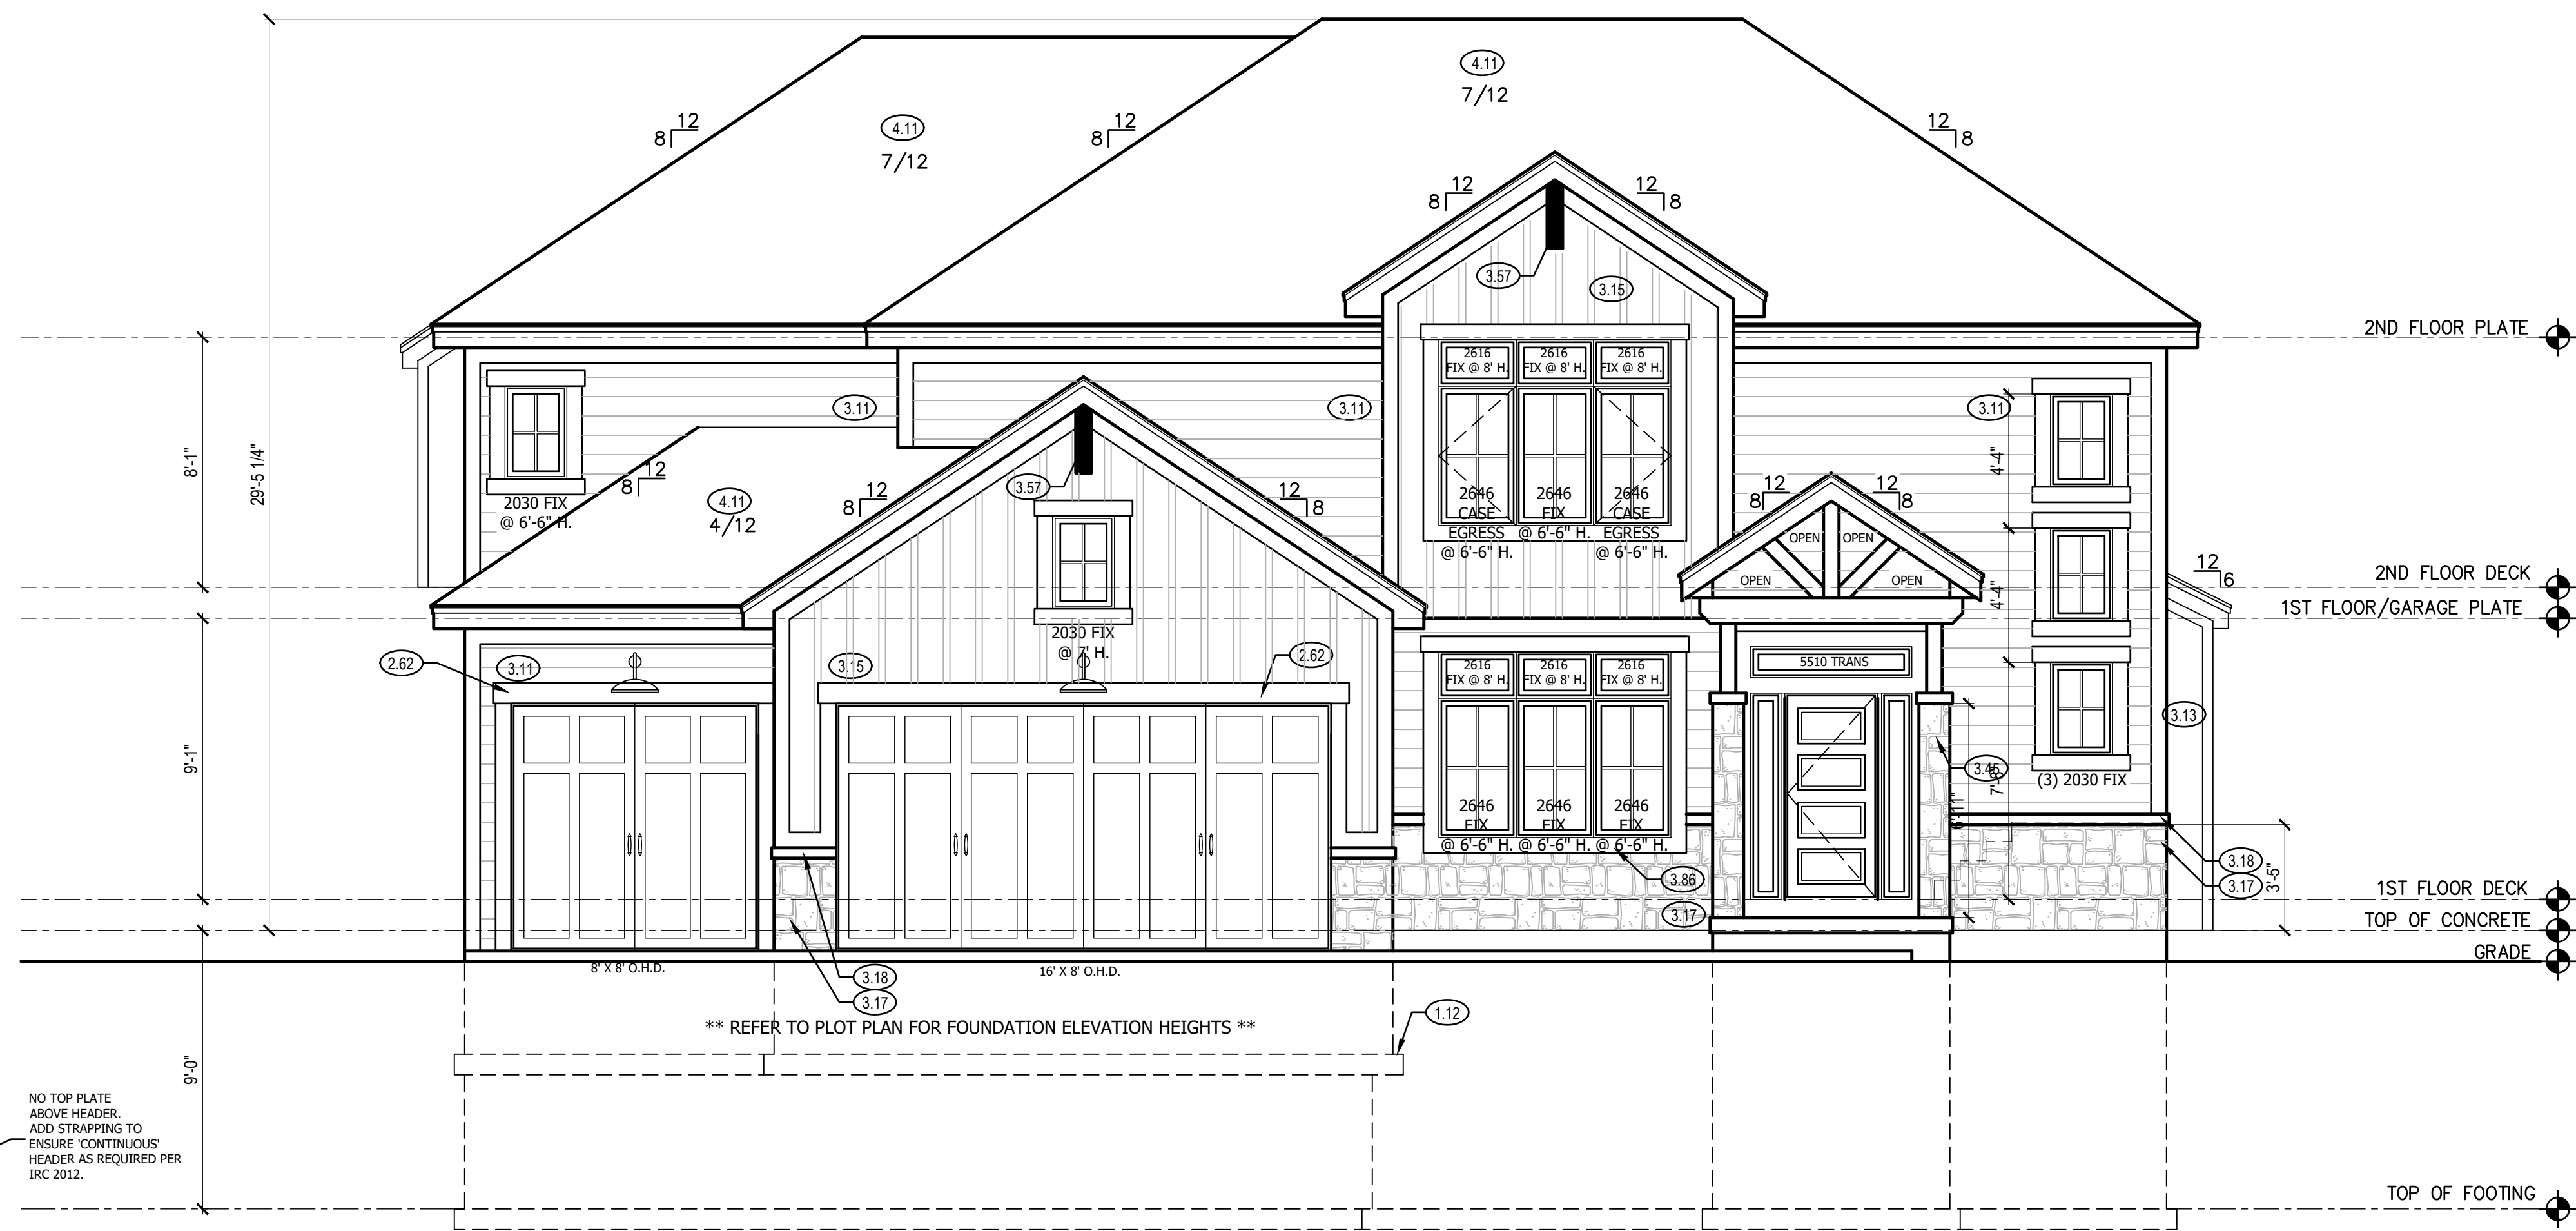 4.11
7/12
12
8
12
8
12
8
4.11
7/12
12
8
12
8
3.57
3.15
2ND FLOOR PLATE
2616
FIX @ 8' H.
2616
FIX @ 8' H.
2616
FIX @ 8' H.
3.11
3.11
3.11
8'-1"
29'-5 1/4"
4'-4"
12
8
3.57
12
8
12
8
2030 FIX
@ 6'-6" H.
4.11
4/12
2646
CASE
EGRESS
@ 6'-6" H.
2646
FIX
@ 6'-6" H.
2646
CASE
EGRESS
@ 6'-6" H.
12
8
12
8
OPEN
OPEN
OPEN
OPEN
12
6
2ND FLOOR DECK
4'-4"
1ST FLOOR/GARAGE PLATE
2030 FIX
@ 7' H.
2.62
3.11
3.15
2.62
2616
FIX @ 8' H.
2616
FIX @ 8' H.
2616
FIX @ 8' H.
5510 TRANS
3.13
9'-1"
3.45
7'-8"
(3) 2030 FIX
6'-11"
2646
FIX
@ 6'-6" H.
2646
FIX
@ 6'-6" H.
2646
FIX
@ 6'-6" H.
3.18
3.17
3'-5"
3.86
3.17
1ST FLOOR DECK
TOP OF CONCRETE
GRADE
8' X 8' O.H.D.
16' X 8' O.H.D.
3.18
3.17
1.12
** REFER TO PLOT PLAN FOR FOUNDATION ELEVATION HEIGHTS **
9'-0"
NO TOP PLATE
ABOVE HEADER.
ADD STRAPPING TO
ENSURE 'CONTINUOUS'
HEADER AS REQUIRED PER
IRC 2012.
TOP OF FOOTING